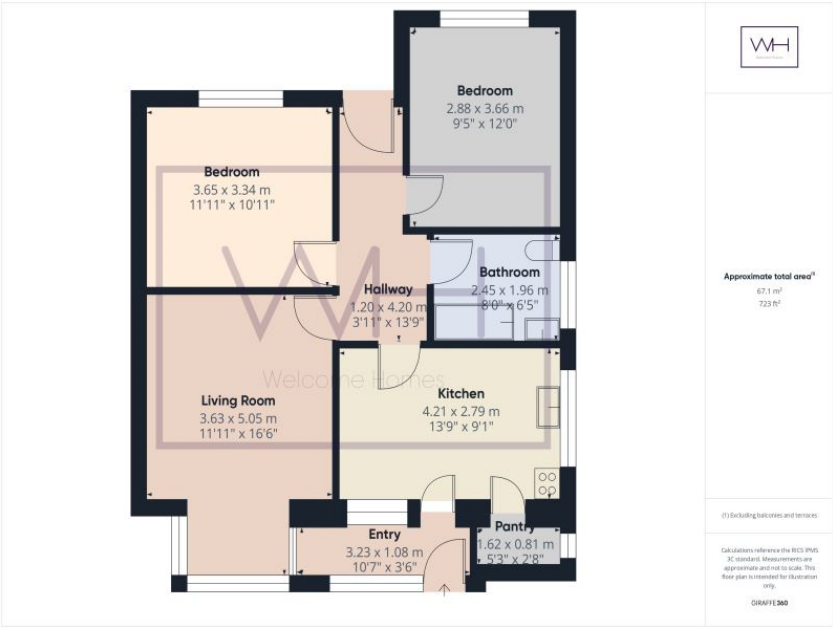 Bedroom
2.88 x 3.66 m
9'5" x 12'0"
Bedroom
3.65 x 3.34 m
11'11" x 10'11"
Bathroom
2.45 x 1.96 m
8'0" x 6'5"
Hallway
1.20 x 4.20 m
3'11" x 13'9"
WH
Welcome Homes
Living Room
3.63 x 5.05 m
11'11" x 16'6"
Kitchen
4.21 x 2.79 m
13'9" x 9'1"
Entry
3.23 x 1.08 m
10'7" x 3'6"
Pantry
1.62 x 0.81 m
5'3" x 2'8"
WH
Approximate total area⁽¹⁾
67.1 m²
723 ft²
(1) Excluding balconies and terraces
Calculations reference the RICS IPMS
3C standard. Measurements are
approximate and not to scale. This
floor plan is intended for illustration
only.
GIRAFFE360